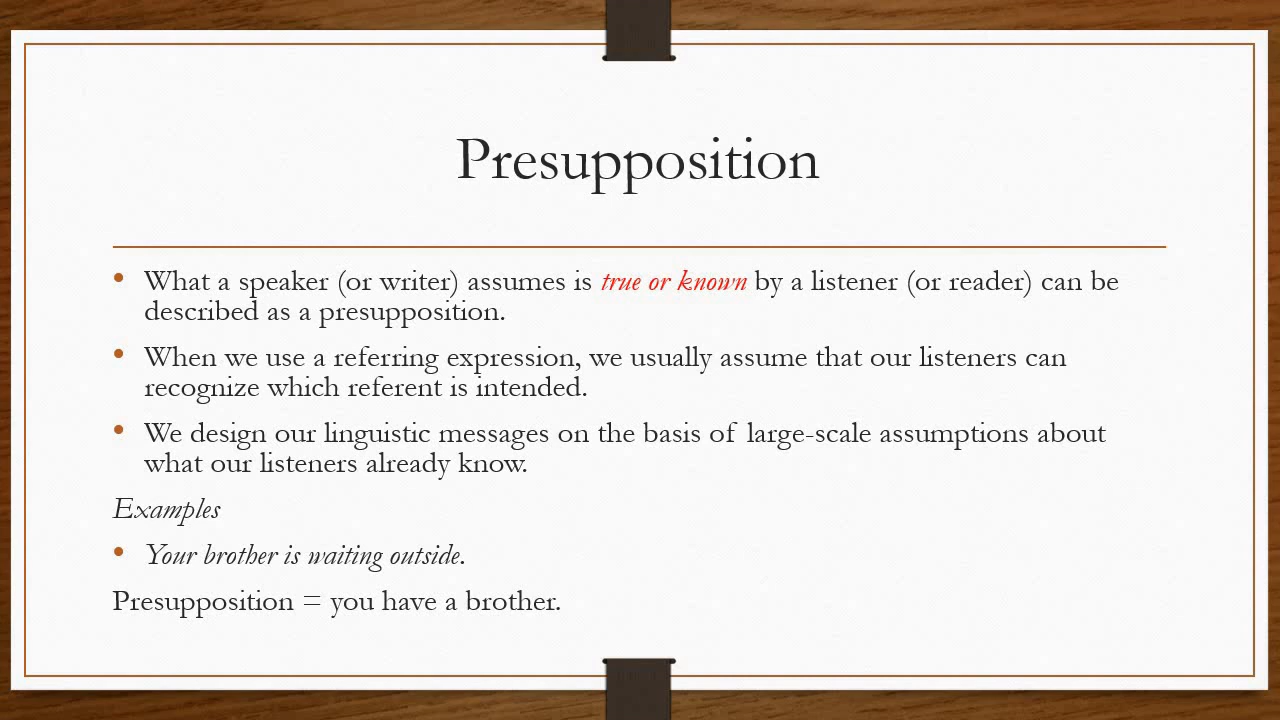 Presupposition
• What a speaker (or writer) assumes is true or known by a listener (or reader) can be
described as a presupposition.
• When we use a referring expression, we usually assume that our listeners can
recognize which referent is intended.
• We design our linguistic messages on the basis of large-scale assumptions about
what our listeners already know.
Examples
• Your brother is waiting outside.
Presupposition = you have a brother.